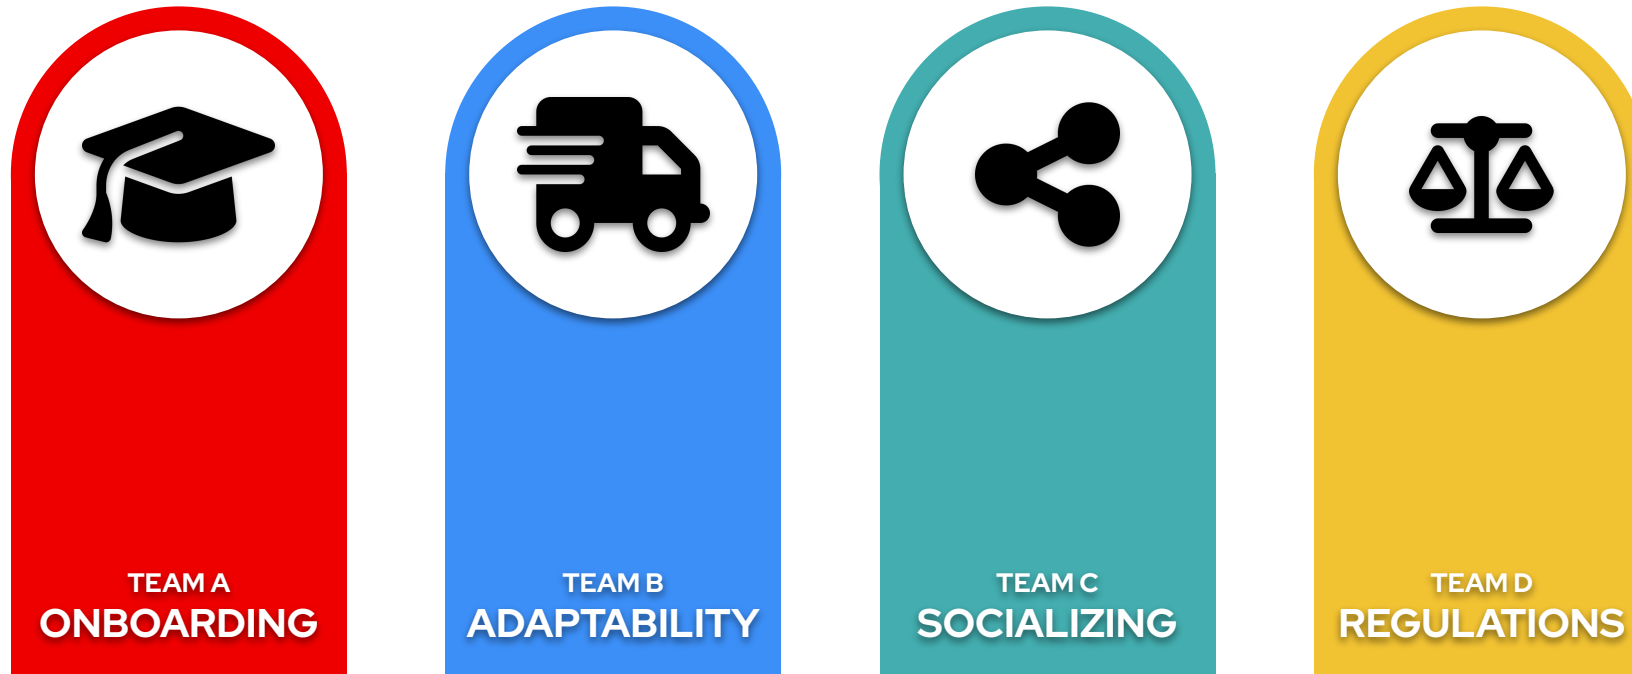 TEAM A
ONBOARDING
TEAM B
ADAPTABILITY
TEAM C
SOCIALIZING
TEAM D
REGULATIONS